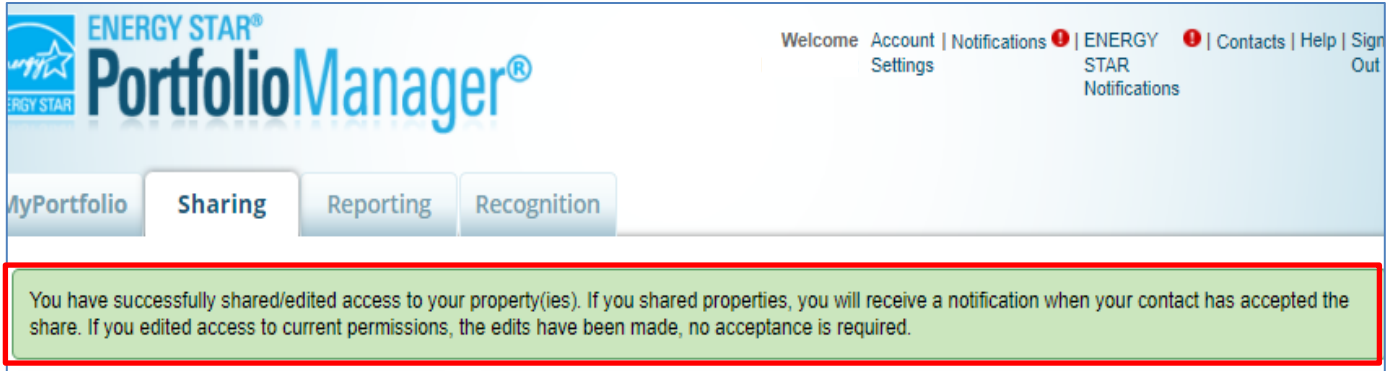 ENERGY STAR®
PortfolioManager®
ENERGY STAR
Welcome Account Settings | Notifications | ENERGY STAR Notifications | Contacts | Help | Sign Out
MyPortfolio Sharing Reporting Recognition
You have successfully shared/edited access to your property(ies). If you shared properties, you will receive a notification when your contact has accepted the
share. If you edited access to current permissions, the edits have been made, no acceptance is required.